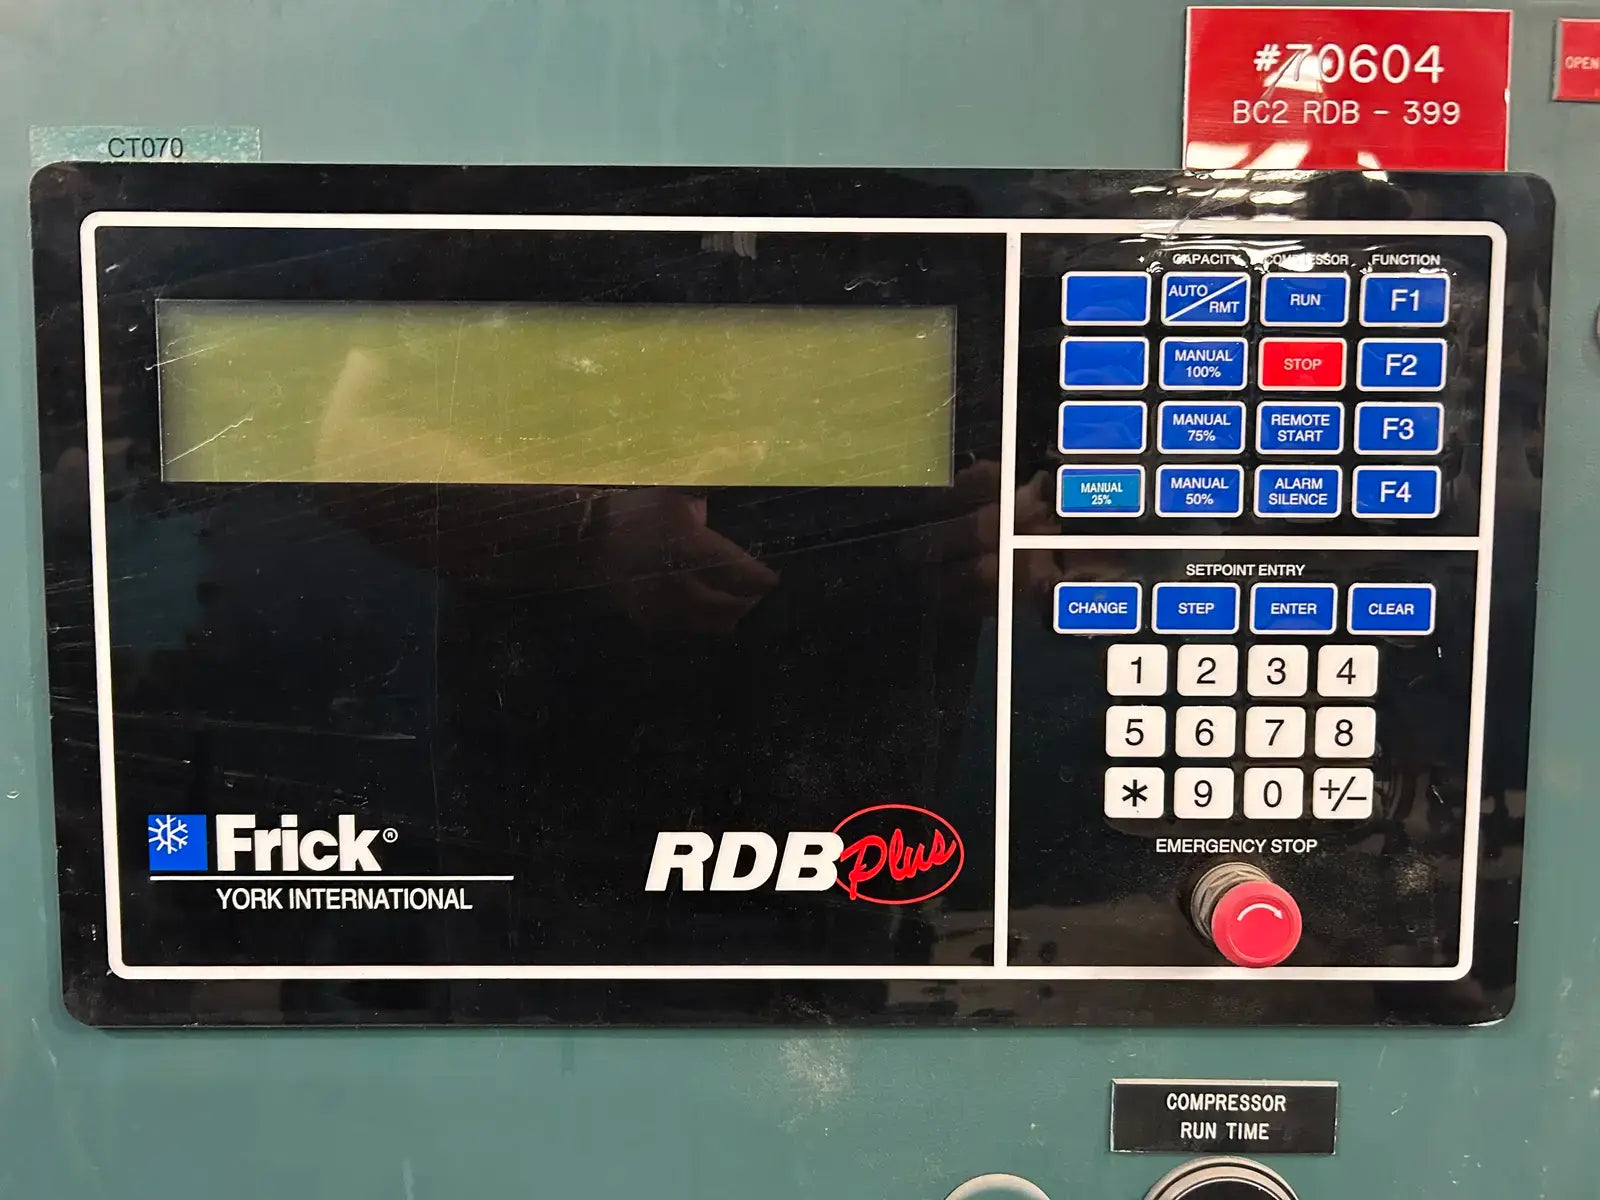 #70604
BC2 RDB - 399
OPEN
CT070
CAPACITY COMPRESSOR FUNCTION
AUTO/RMT RUN F1
MANUAL 100% STOP F2
MANUAL 75% REMOTE START F3
MANUAL 25% MANUAL 50% ALARM SILENCE F4
SETPOINT ENTRY
CHANGE STEP ENTER CLEAR
1 2 3 4
5 6 7 8
* 9 0 +/-
EMERGENCY STOP
Frick®
YORK INTERNATIONAL
RDB Plus
COMPRESSOR
RUN TIME